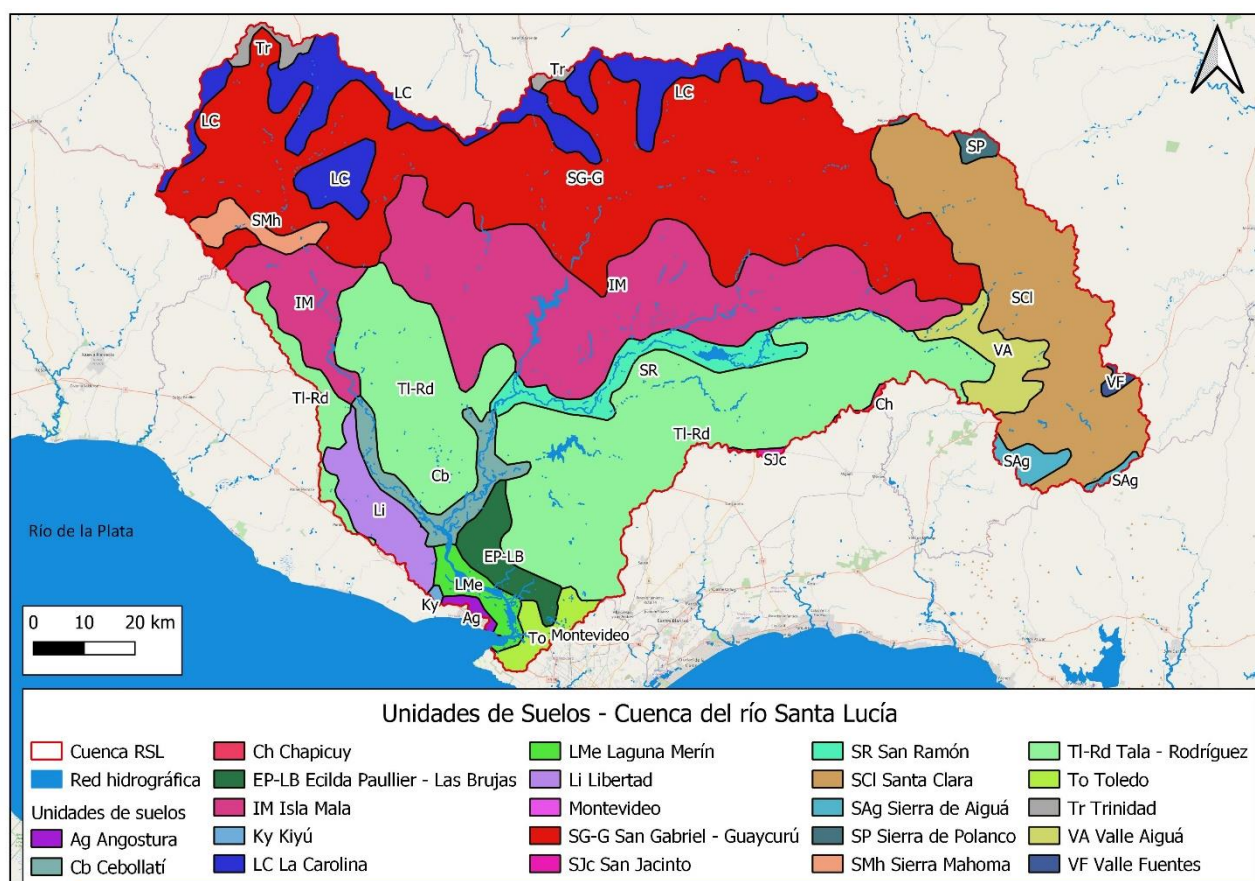 Tr
Tr
LC
LC
LC
SP
LC
SG-G
SMh
IM
IM
SCl
VA
SR
VF
Tl-Rd
Tl-Rd
Ch
Tl-Rd
SJc
Cb
SAg
SAg
Li
Río de la Plata
EP-LB
LMe
Ky
Ag
To
Montevideo
0 10 20 km
Unidades de Suelos - Cuenca del río Santa Lucía
Cuenca RSL
Red hidrográfica
Unidades de suelos
Ag Angostura
Cb Cebollatí
Ch Chapicuy
EP-LB Ecilda Paullier - Las Brujas
IM Isla Mala
Ky Kiyú
LC La Carolina
LMe Laguna Merín
Li Libertad
Montevideo
SG-G San Gabriel - Guaycurú
SJc San Jacinto
SR San Ramón
SCl Santa Clara
SAg Sierra de Aiguá
SP Sierra de Polanco
SMh Sierra Mahoma
Tl-Rd Tala - Rodríguez
To Toledo
Tr Trinidad
VA Valle Aiguá
VF Valle Fuentes